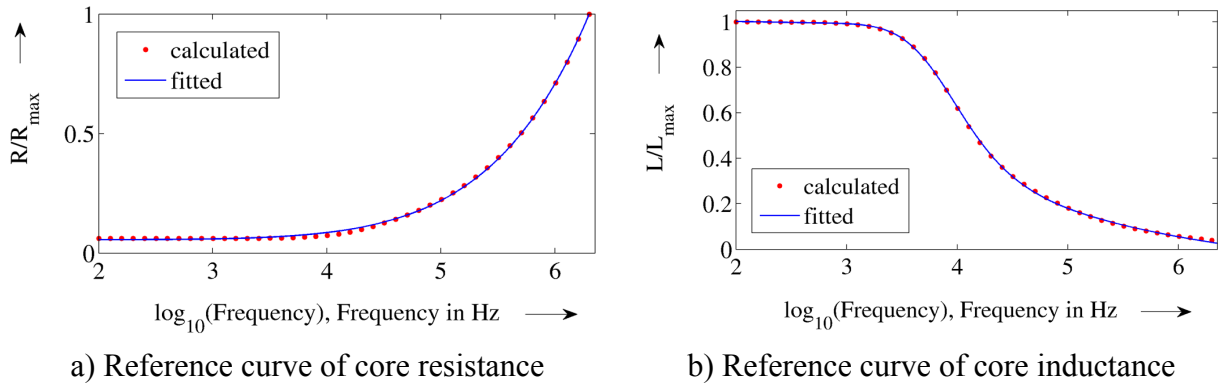 R/R_max
1
0.5
0
calculated
fitted
2 3 4 5 6
log_10(Frequency), Frequency in Hz
a) Reference curve of core resistance
L/L_max
1
0.8
0.6
0.4
0.2
0
calculated
fitted
2 3 4 5 6
log_10(Frequency), Frequency in Hz
b) Reference curve of core inductance